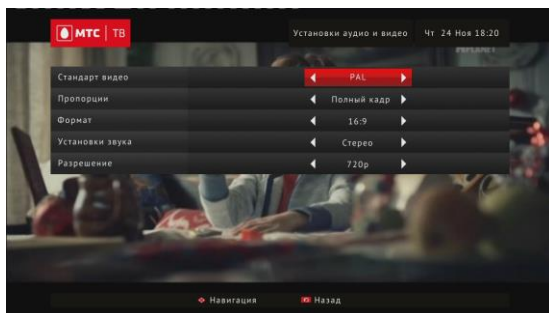 МТС ТВ
Установки аудио и видео Чт 24 Ноя 18:20
Стандарт видео PAL
Пропорции Полный кадр
Формат 16:9
Установки звука Стерео
Разрешение 720p
Навигация Назад